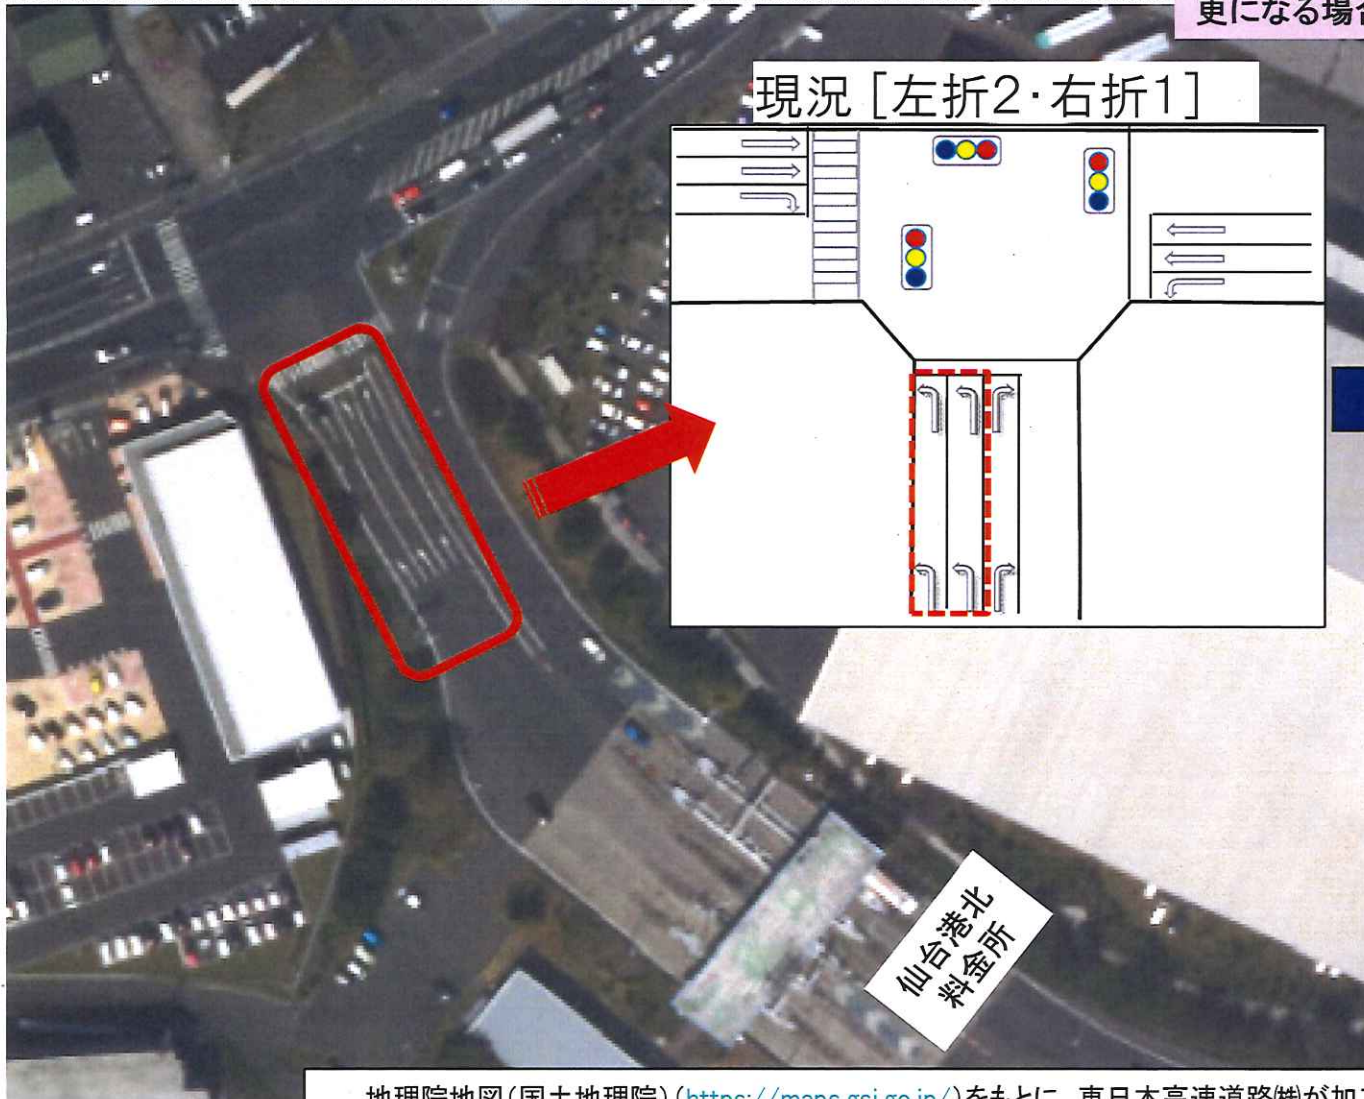 更になる場合
現況［左折2・右折1］
仙台港北
料金所
地理院地図(国土地理院)(https://maps.gsi.go.jp/)をもとに、東日本高速道路㈱が加工